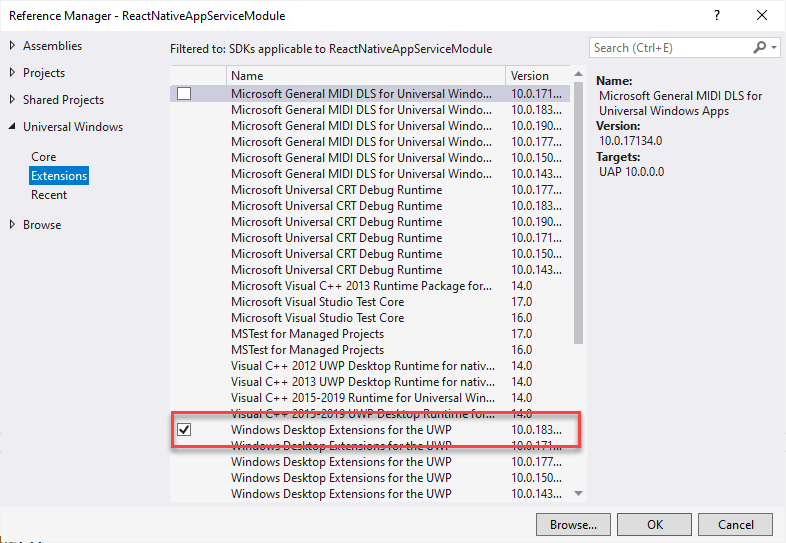 Reference Manager - ReactNativeAppServiceModule
Assemblies
Projects
Shared Projects
Universal Windows
Core
Extensions
Recent
Browse
Filtered to: SDKs applicable to ReactNativeAppServiceModule
Name Version
Microsoft General MIDI DLS for Universal Windo... 10.0.171...
Microsoft General MIDI DLS for Universal Windo... 10.0.183...
Microsoft General MIDI DLS for Universal Windo... 10.0.190...
Microsoft General MIDI DLS for Universal Windo... 10.0.177...
Microsoft General MIDI DLS for Universal Windo... 10.0.150...
Microsoft General MIDI DLS for Universal Windo... 10.0.143...
Microsoft Universal CRT Debug Runtime 10.0.177...
Microsoft Universal CRT Debug Runtime 10.0.183...
Microsoft Universal CRT Debug Runtime 10.0.190...
Microsoft Universal CRT Debug Runtime 10.0.171...
Microsoft Universal CRT Debug Runtime 10.0.150...
Microsoft Universal CRT Debug Runtime 10.0.143...
Microsoft Visual C++ 2013 Runtime Package for... 14.0
Microsoft Visual Studio Test Core 17.0
Microsoft Visual Studio Test Core 16.0
MSTest for Managed Projects 17.0
MSTest for Managed Projects 16.0
Visual C++ 2012 UWP Desktop Runtime for nativ... 14.0
Visual C++ 2013 UWP Desktop Runtime for nativ... 14.0
Visual C++ 2015-2019 Runtime for Universal Win... 14.0
Visual C++ 2015-2019 UWP Desktop Runtime for... 14.0
Windows Desktop Extensions for the UWP 10.0.183...
Windows Desktop Extensions for the UWP 10.0.171...
Windows Desktop Extensions for the UWP 10.0.177...
Windows Desktop Extensions for the UWP 10.0.150...
Windows Desktop Extensions for the UWP 10.0.143...
Search (Ctrl+E)
Name:
Microsoft General MIDI DLS for
Universal Windows Apps
Version:
10.0.17134.0
Targets:
UAP 10.0.0.0
Browse... OK Cancel